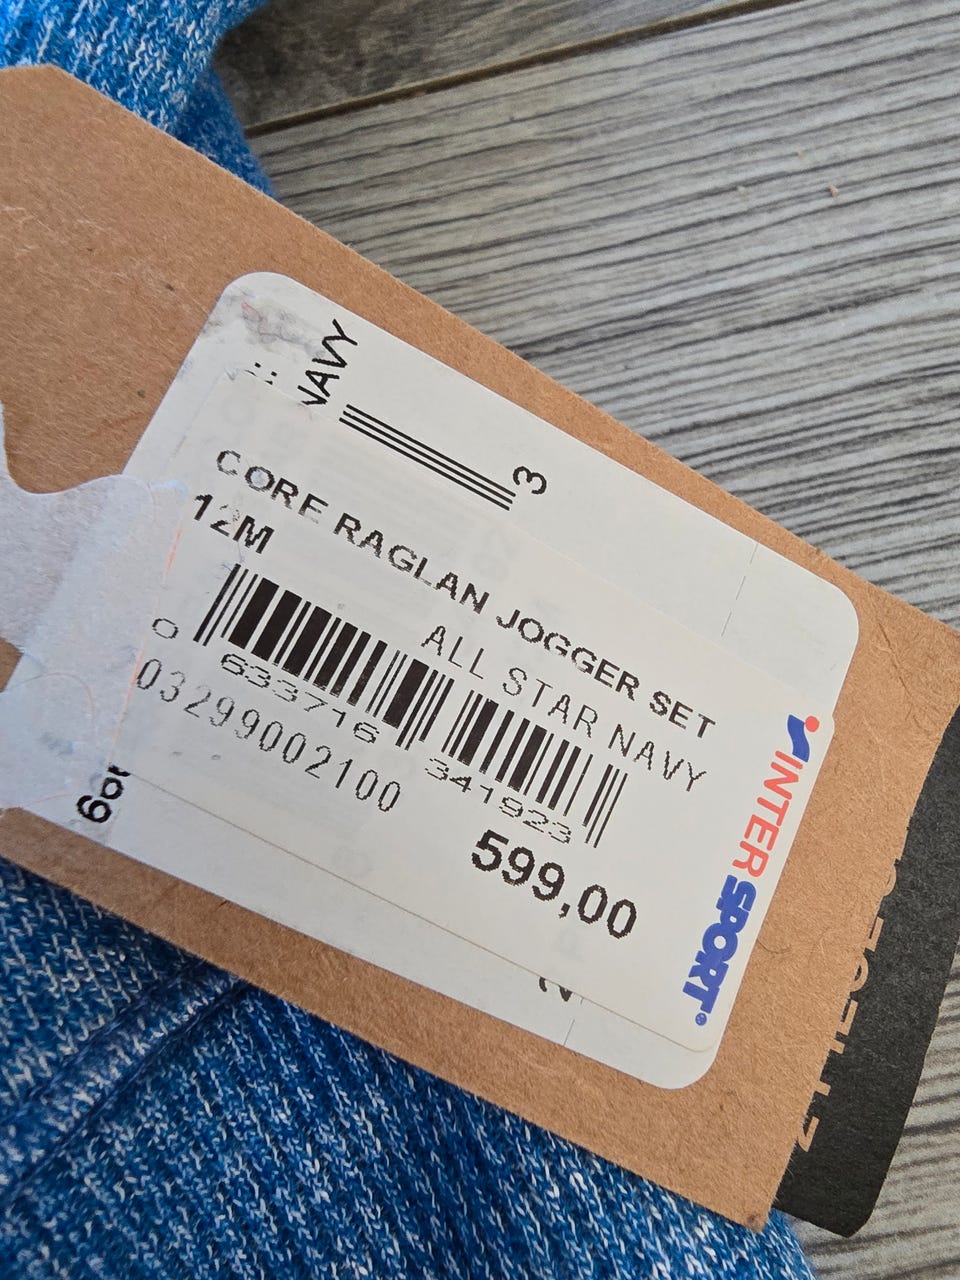 NAVY
3
CORE RAGLAN JOGGER SET
12M
ALL STAR NAVY
0 633716 341923
03299002100
599,00
INTERSPORT®